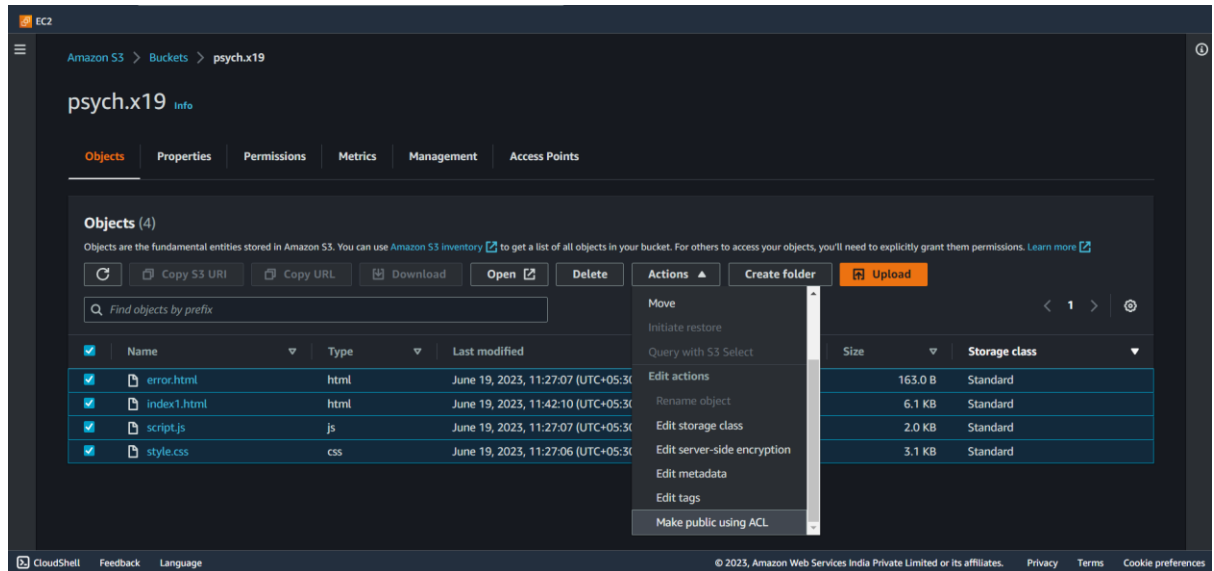 EC2
Amazon S3 > Buckets > psych.x19
psych.x19 Info
Objects Properties Permissions Metrics Management Access Points
Objects (4)
Objects are the fundamental entities stored in Amazon S3. You can use Amazon S3 inventory to get a list of all objects in your bucket. For others to access your objects, you'll need to explicitly grant them permissions. Learn more
Copy S3 URI Copy URL Download Open Delete Actions Create folder Upload
Find objects by prefix
Move
1
Initiate restore
Name Type Last modified Query with S3 Select Size Storage class
Edit actions
error.html html June 19, 2023, 11:27:07 (UTC+05:30 163.0 B Standard
Rename object
index1.html html June 19, 2023, 11:42:10 (UTC+05:30 6.1 KB Standard
script.js js June 19, 2023, 11:27:07 (UTC+05:30 Edit storage class 2.0 KB Standard
style.css css June 19, 2023, 11:27:06 (UTC+05:30 Edit server-side encryption 3.1 KB Standard
Edit metadata
Edit tags
Make public using ACL
CloudShell Feedback Language © 2023, Amazon Web Services India Private Limited or its affiliates. Privacy Terms Cookie preferences